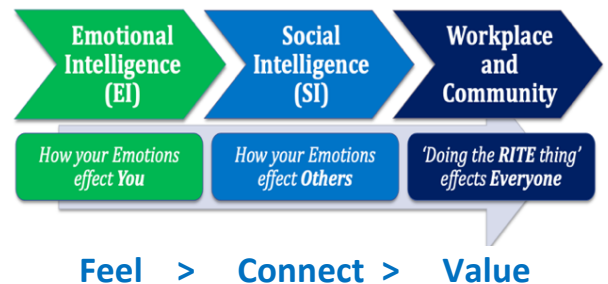 Emotional
Intelligence
(EI)
Social
Intelligence
(SI)
Workplace
and
Community
How your Emotions
effect You
How your Emotions
effect Others
‘Doing the RITE thing’
effects Everyone
Feel > Connect > Value